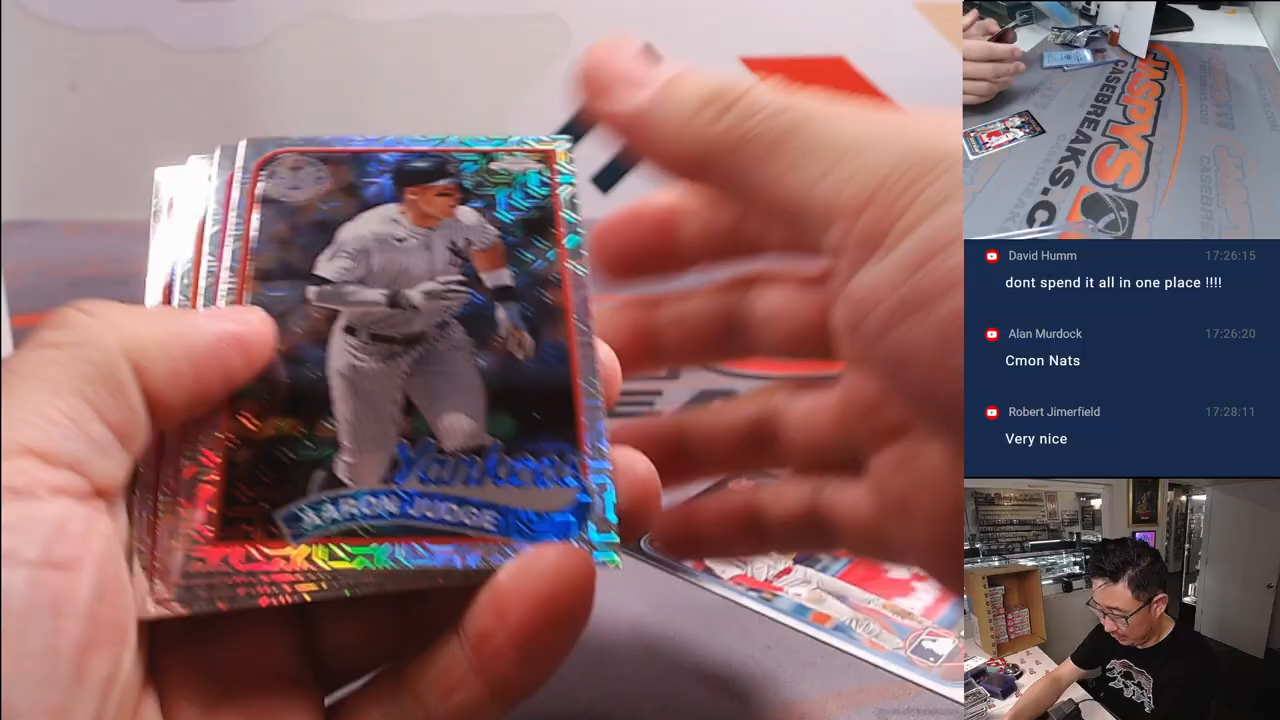 Yankees
AARON JUDGE
JASPYS
CASEBREAKS.C
David Humm 17:26:15
dont spend it all in one place !!!!
Alan Murdock 17:26:20
Cmon Nats
Robert Jimerfield 17:28:11
Very nice